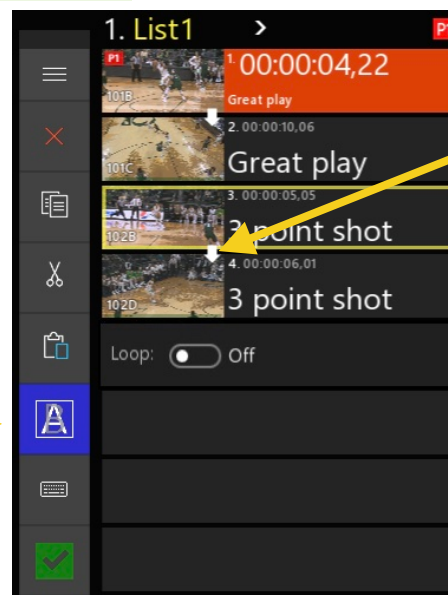 1. List1 >
P1
P1
1. 00:00:04,22
101B
Great play
2. 00:00:10,06
101C
Great play
3. 00:00:05,05
102B
3 point shot
4. 00:00:06,01
102D
3 point shot
Loop: Off